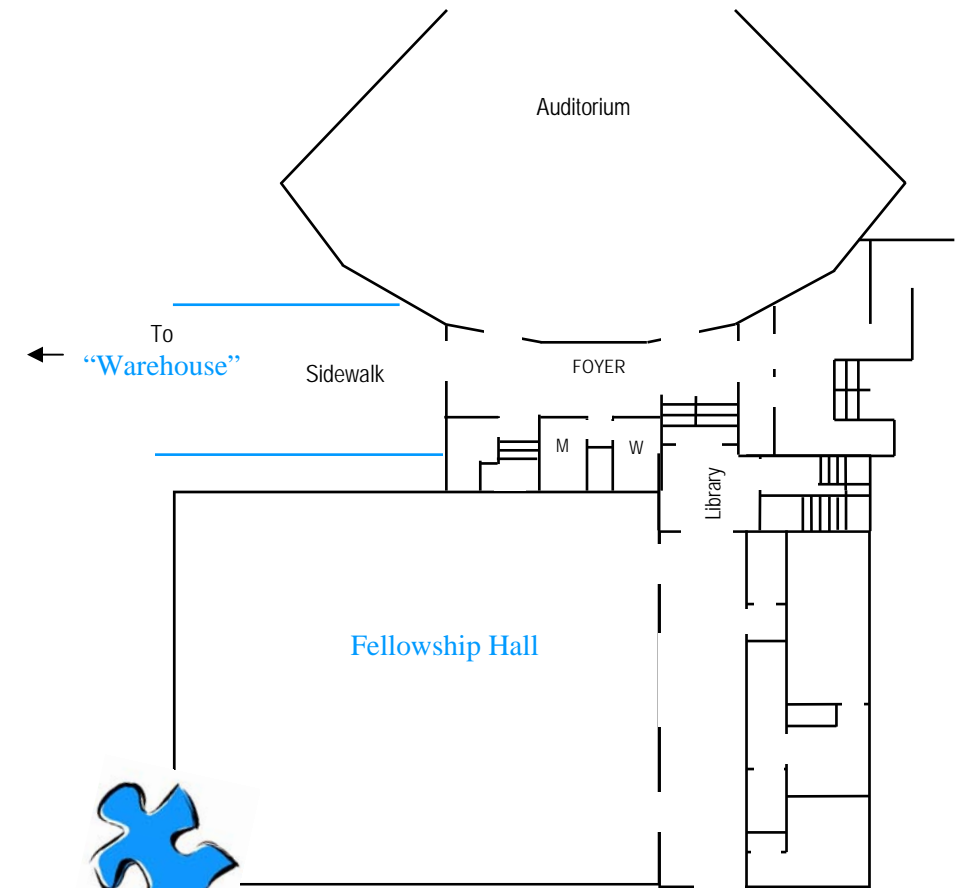 Auditorium
To
“Warehouse”
Sidewalk
FOYER
M
W
Library
Fellowship Hall